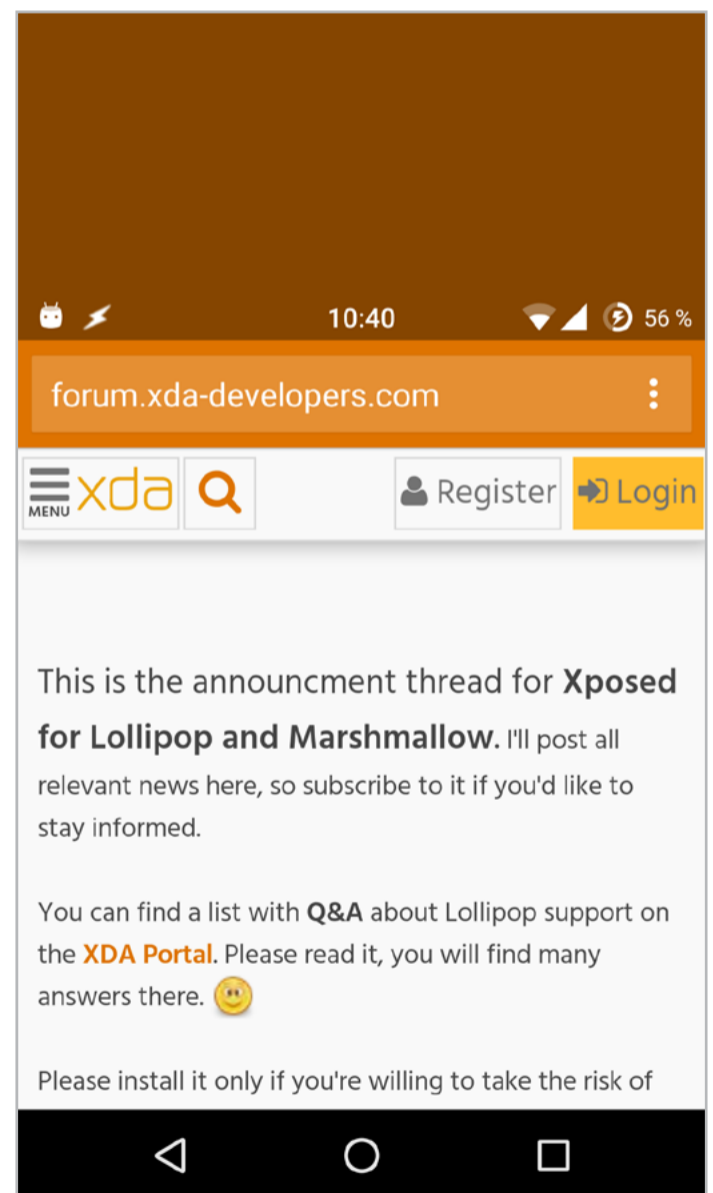 10:40 56 %
forum.xda-developers.com
MENU xda Register Login
This is the announcment thread for Xposed
for Lollipop and Marshmallow. I'll post all
relevant news here, so subscribe to it if you'd like to
stay informed.
You can find a list with Q&A about Lollipop support on
the XDA Portal. Please read it, you will find many
answers there.
Please install it only if you're willing to take the risk of